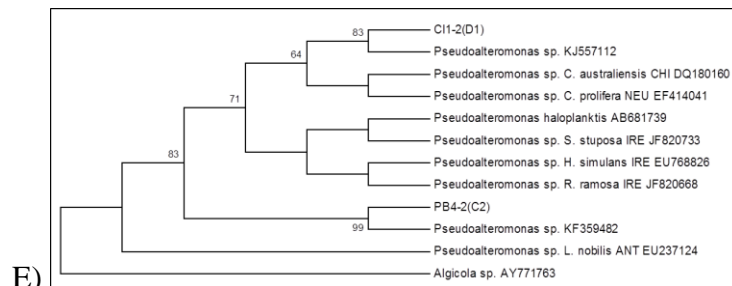 83
CI1-2(D1)
Pseudoalteromonas sp. KJ557112
64
Pseudoalteromonas sp. C. australiensis CHI DQ180160
Pseudoalteromonas sp. C. prolifera NEU EF414041
71
Pseudoalteromonas haloplanktis AB681739
Pseudoalteromonas sp. S. stuposa IRE JF820733
Pseudoalteromonas sp. H. simulans IRE EU768826
83
Pseudoalteromonas sp. R. ramosa IRE JF820668
PB4-2(C2)
99
Pseudoalteromonas sp. KF359482
Pseudoalteromonas sp. L. nobilis ANT EU237124
Algicola sp. AY771763
E)